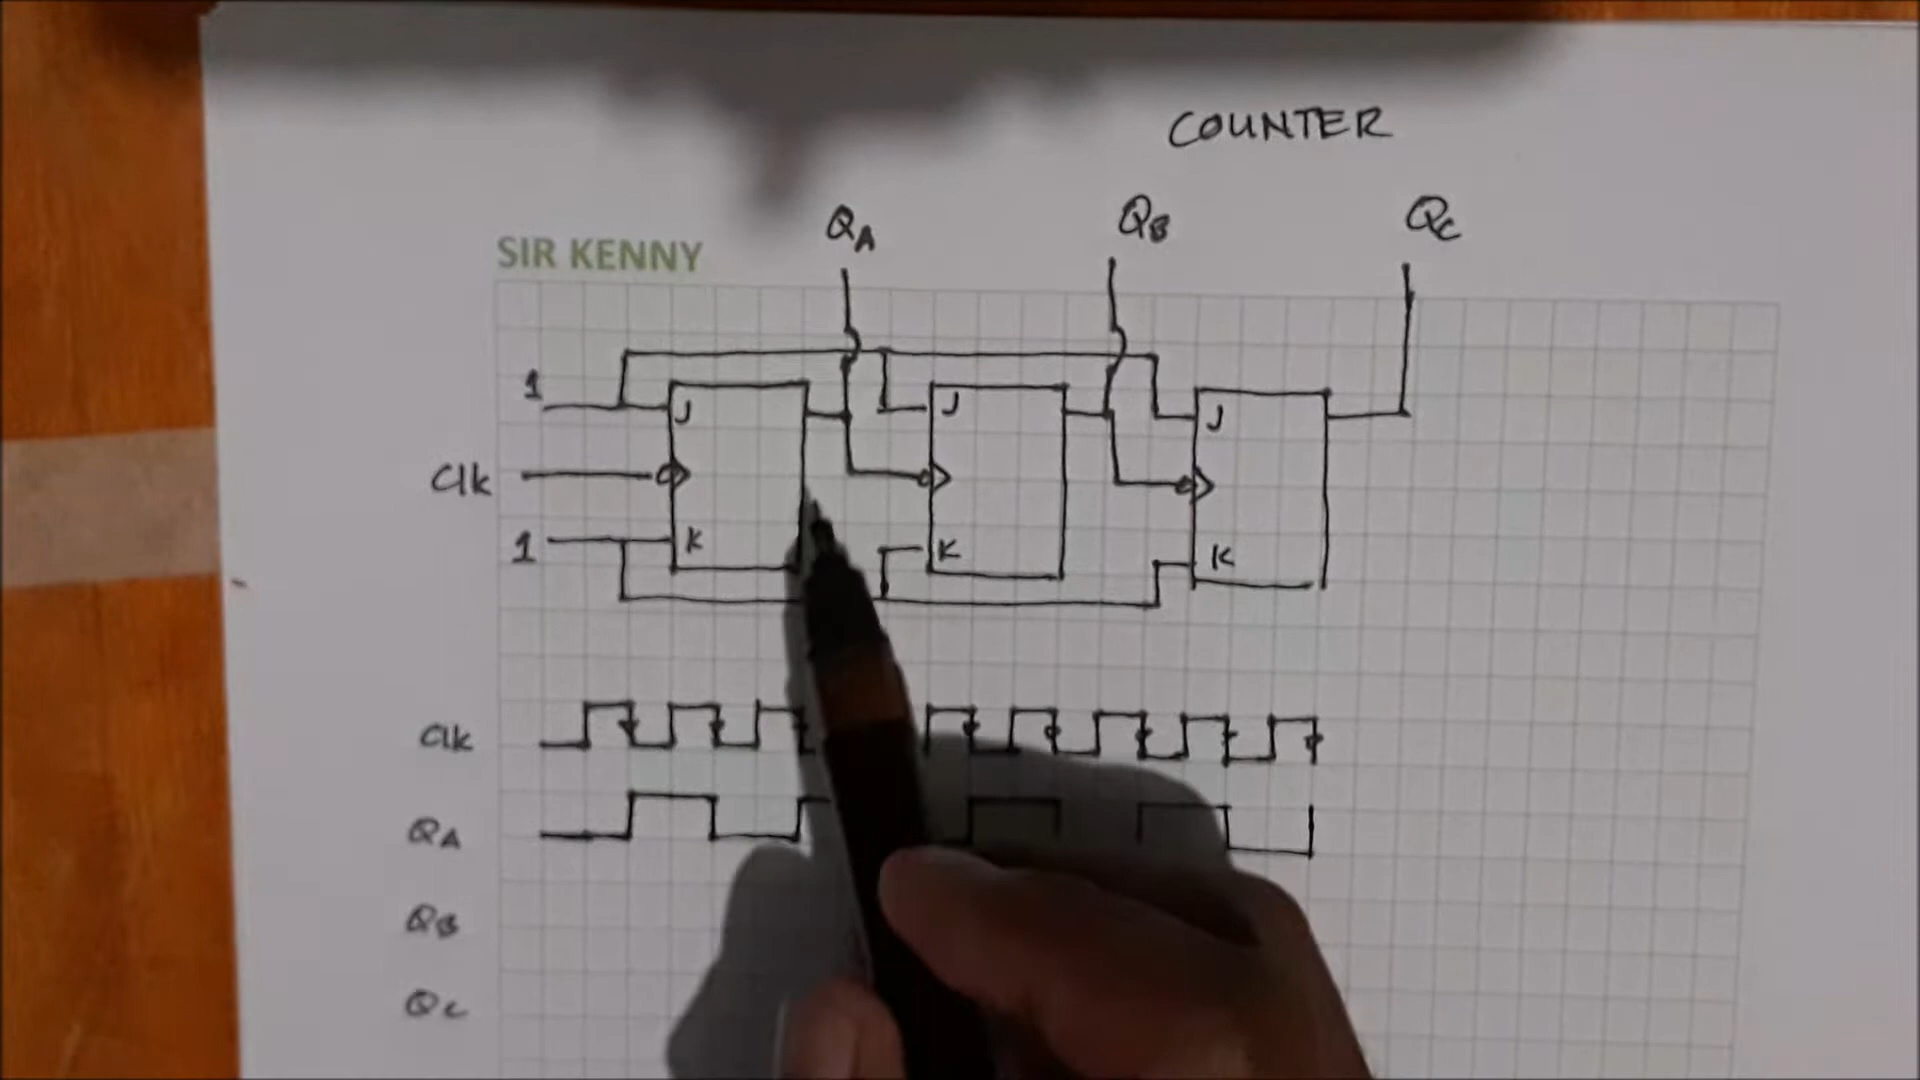 COUNTER
SIR KENNY
QA QB QC
1
J J J
Clk
1 K K K
Clk
QA
QB
QC